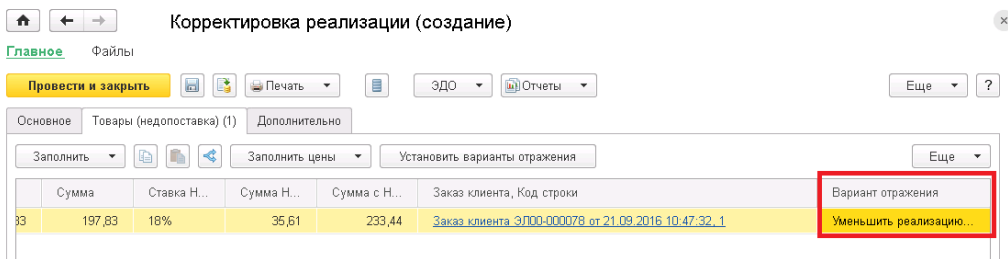 Корректировка реализации (создание)
Главное Файлы
Провести и закрыть Печать ЭДО Отчеты Еще ?
Основное Товары (недопоставка) (1) Дополнительно
Заполнить Заполнить цены Установить варианты отражения Еще
Сумма Ставка Н... Сумма Н... Сумма с Н... Заказ клиента, Код строки Вариант отражения
33 197,83 18% 35,61 233,44 Заказ клиента ЭЛ00-000078 от 21.09.2016 10:47:32, 1 Уменьшить реализацию...